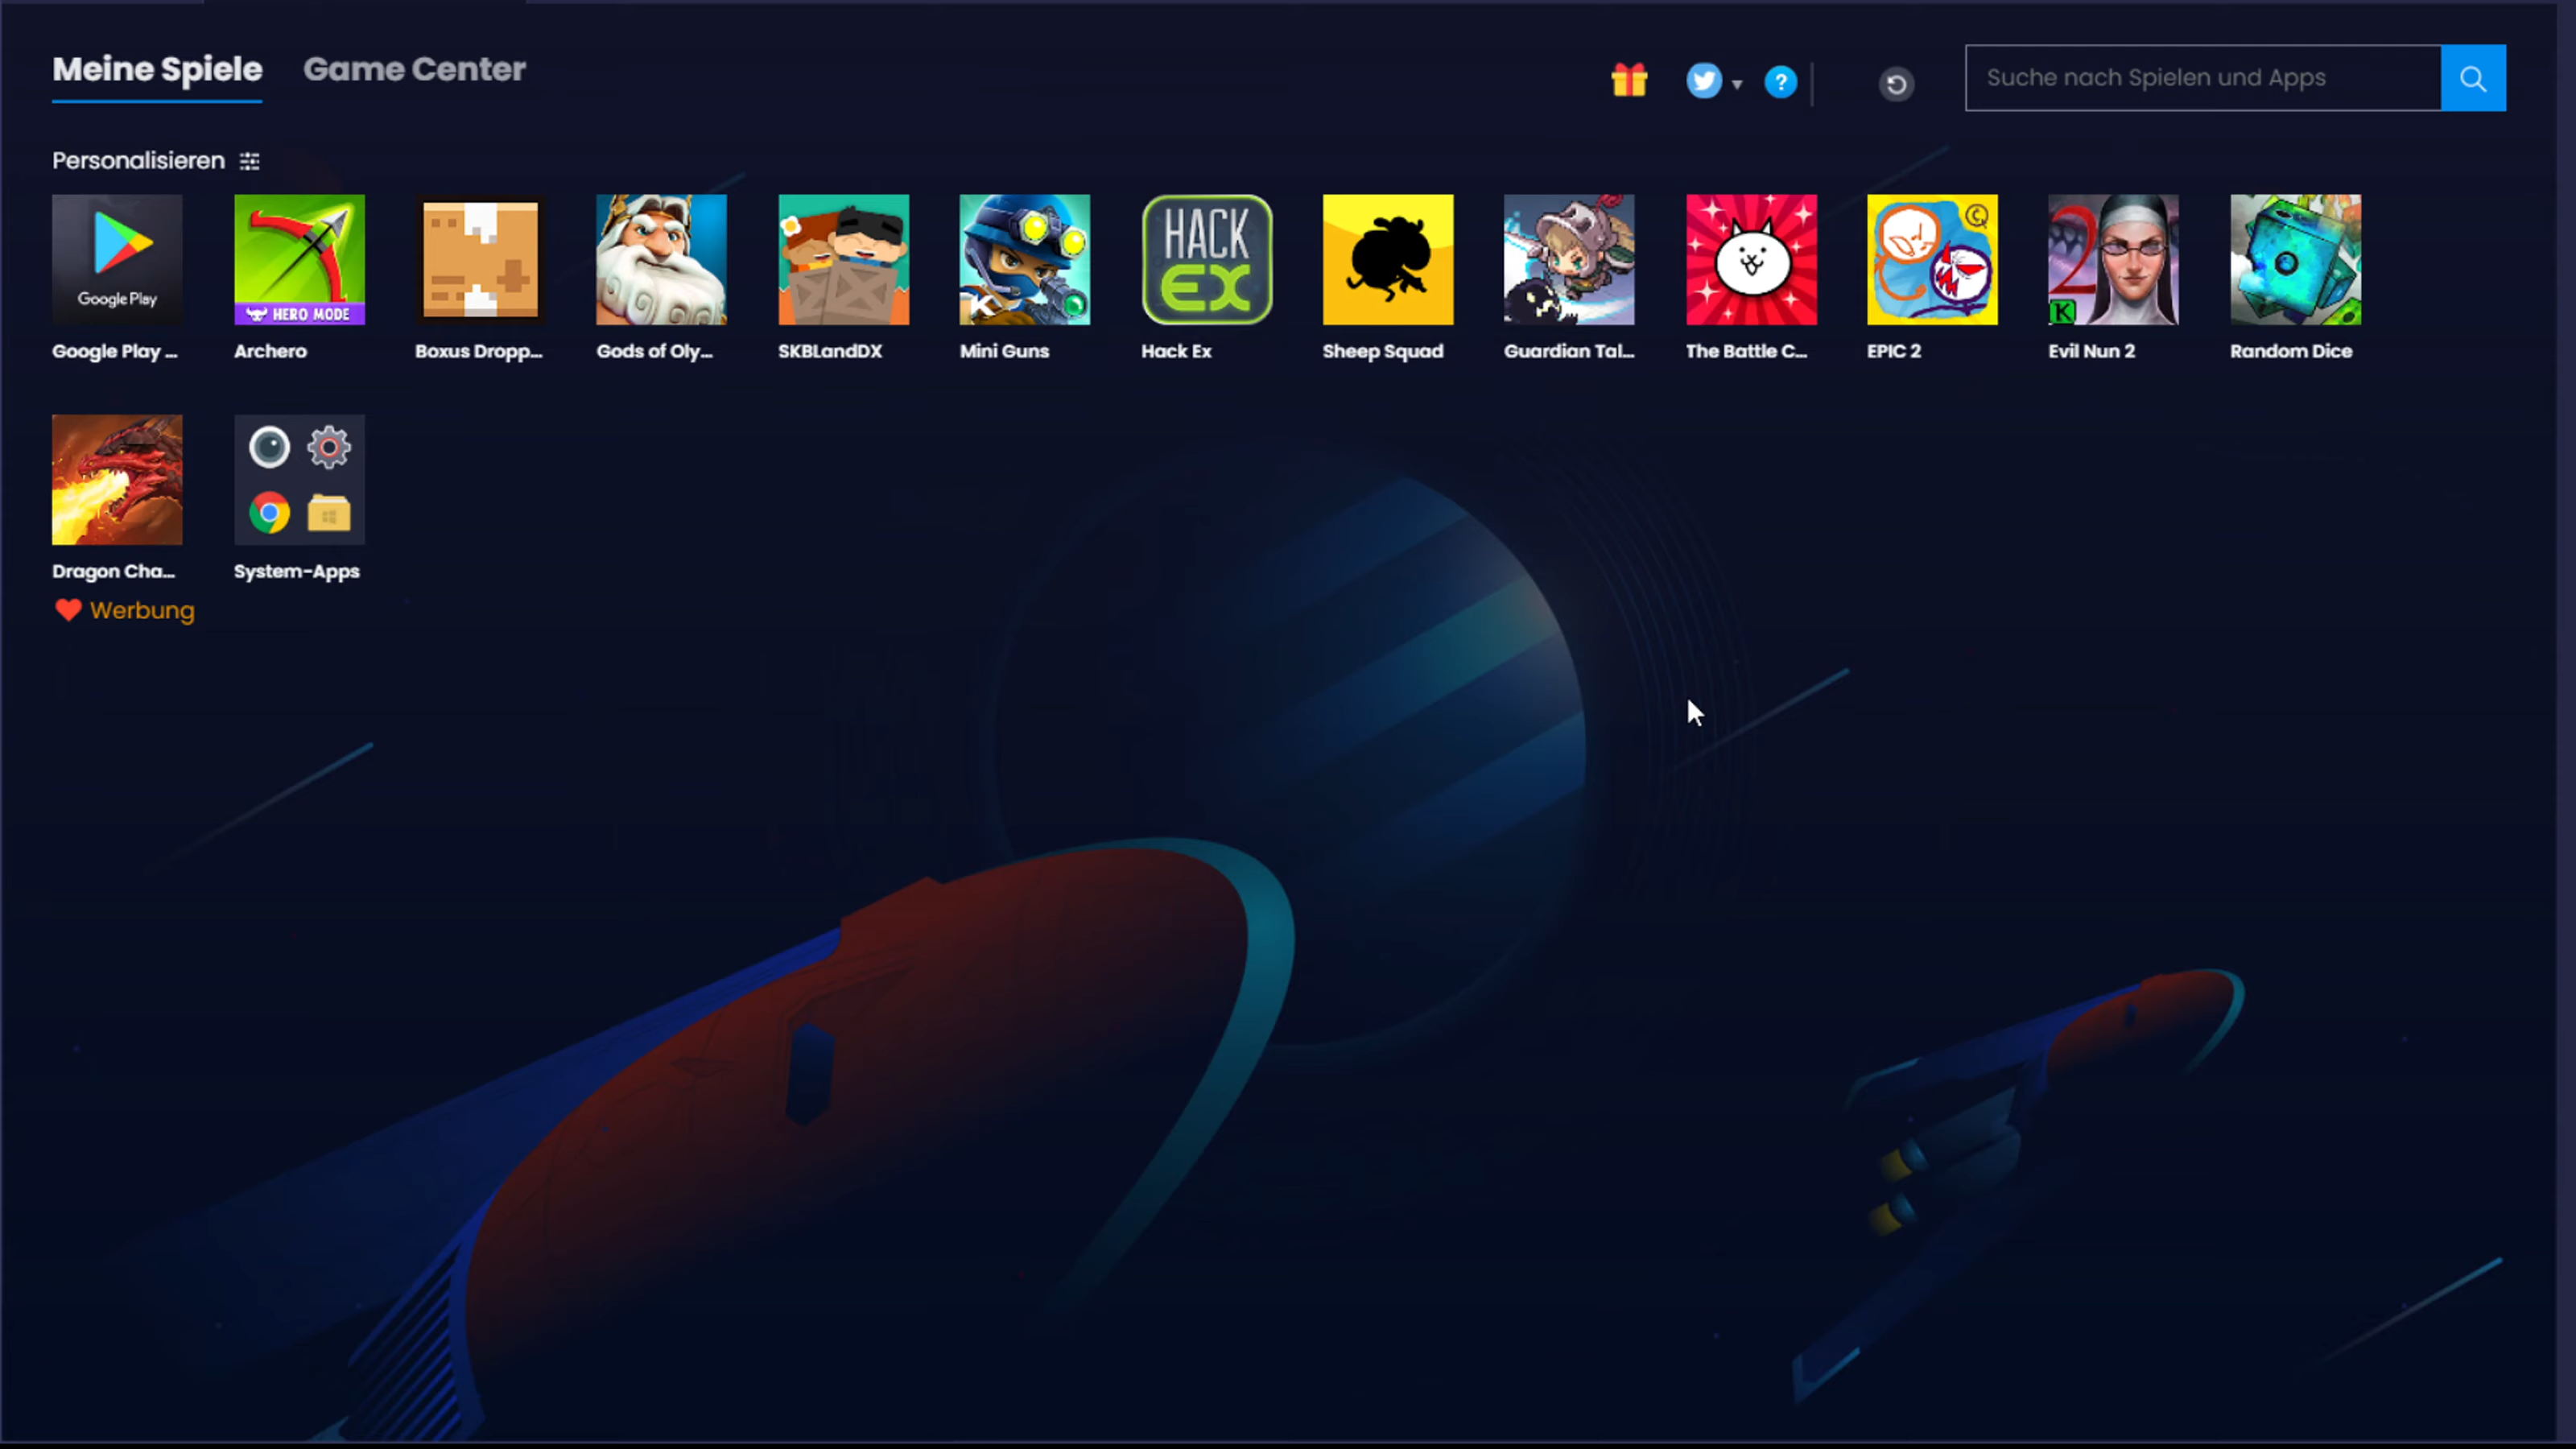 Meine Spiele Game Center
Suche nach Spielen und Apps
Personalisieren
Google Play
HERO MODE
K
HACK
EX
C
2
K
Google Play ... Archero Boxus Dropp... Gods of Oly... SKBLandDX Mini Guns Hack Ex Sheep Squad Guardian Tal... The Battle C... EPIC 2 Evil Nun 2 Random Dice
Dragon Cha... System-Apps
Werbung